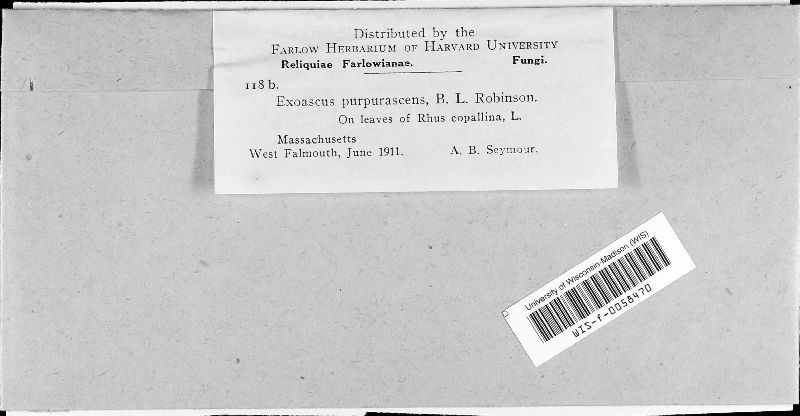 Distributed by the
Farlow Herbarium of Harvard University
Reliquiae Farlowianae. Fungi.
118 b.
Exoascus purpurascens, B. L. Robinson.
On leaves of Rhus copallina, L.
Massachusetts
West Falmouth, June 1911. A. B. Seymour.
University of Wisconsin-Madison (WIS)
WIS-f-0058470